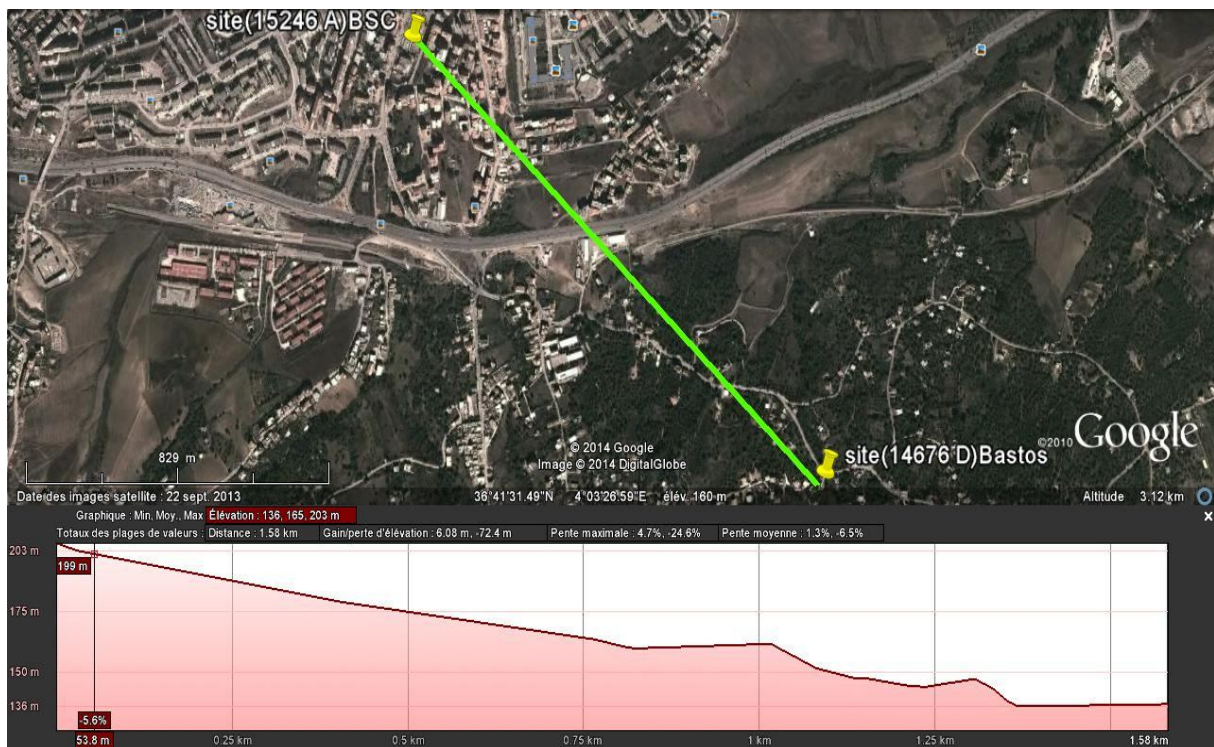 site(15246 A)BSC
829 m
© 2014 Google
Image © 2014 DigitalGlobe
©2010 Google
site(14676 D)Bastos
Date des images satellite : 22 sept. 2013
36°41'31.49"N 4°03'26.59"E élév. 160 m
Altitude 3.12 km
Graphique : Min, Moy., Max Élévation : 136, 165, 203 m
Totaux des plages de valeurs : Distance : 1.58 km Gain/perte d'élévation : 6.08 m, -72.4 m Pente maximale : 4.7%, -24.6% Pente moyenne : 1.3%, -6.5%
203 m
199 m
175 m
150 m
136 m
-5.6%
53.8 m 0.25 km 0.5 km 0.75 km 1 km 1.25 km 1.58 km